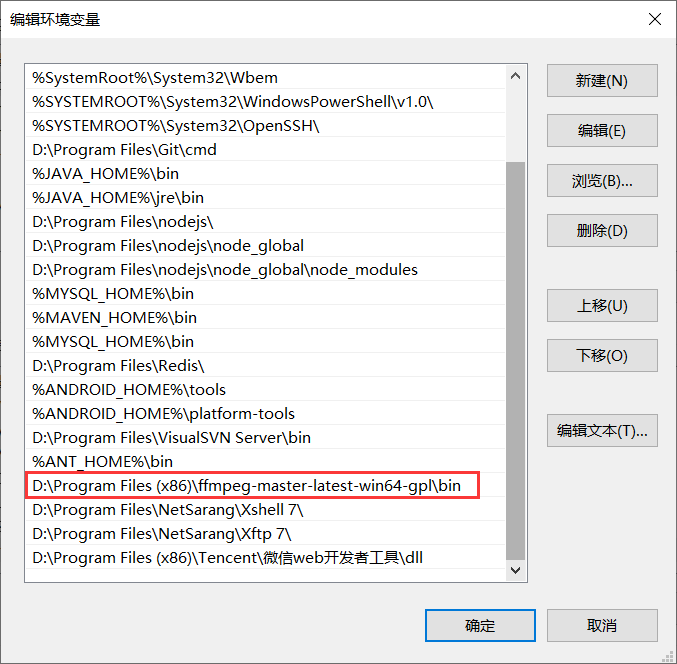 编辑环境变量
%SystemRoot%\System32\Wbem
%SYSTEMROOT%\System32\WindowsPowerShell\v1.0\
%SYSTEMROOT%\System32\OpenSSH\
D:\Program Files\Git\cmd
%JAVA_HOME%\bin
%JAVA_HOME%\jre\bin
D:\Program Files\nodejs\
D:\Program Files\nodejs\node_global
D:\Program Files\nodejs\node_global\node_modules
%MYSQL_HOME%\bin
%MAVEN_HOME%\bin
%MYSQL_HOME%\bin
D:\Program Files\Redis\
%ANDROID_HOME%\tools
%ANDROID_HOME%\platform-tools
D:\Program Files\VisualSVN Server\bin
%ANT_HOME%\bin
D:\Program Files (x86)\ffmpeg-master-latest-win64-gpl\bin
D:\Program Files\NetSarang\Xshell 7\
D:\Program Files\NetSarang\Xftp 7\
D:\Program Files (x86)\Tencent\微信web开发者工具\dll
新建(N)
编辑(E)
浏览(B)...
删除(D)
上移(U)
下移(O)
编辑文本(T)...
确定
取消